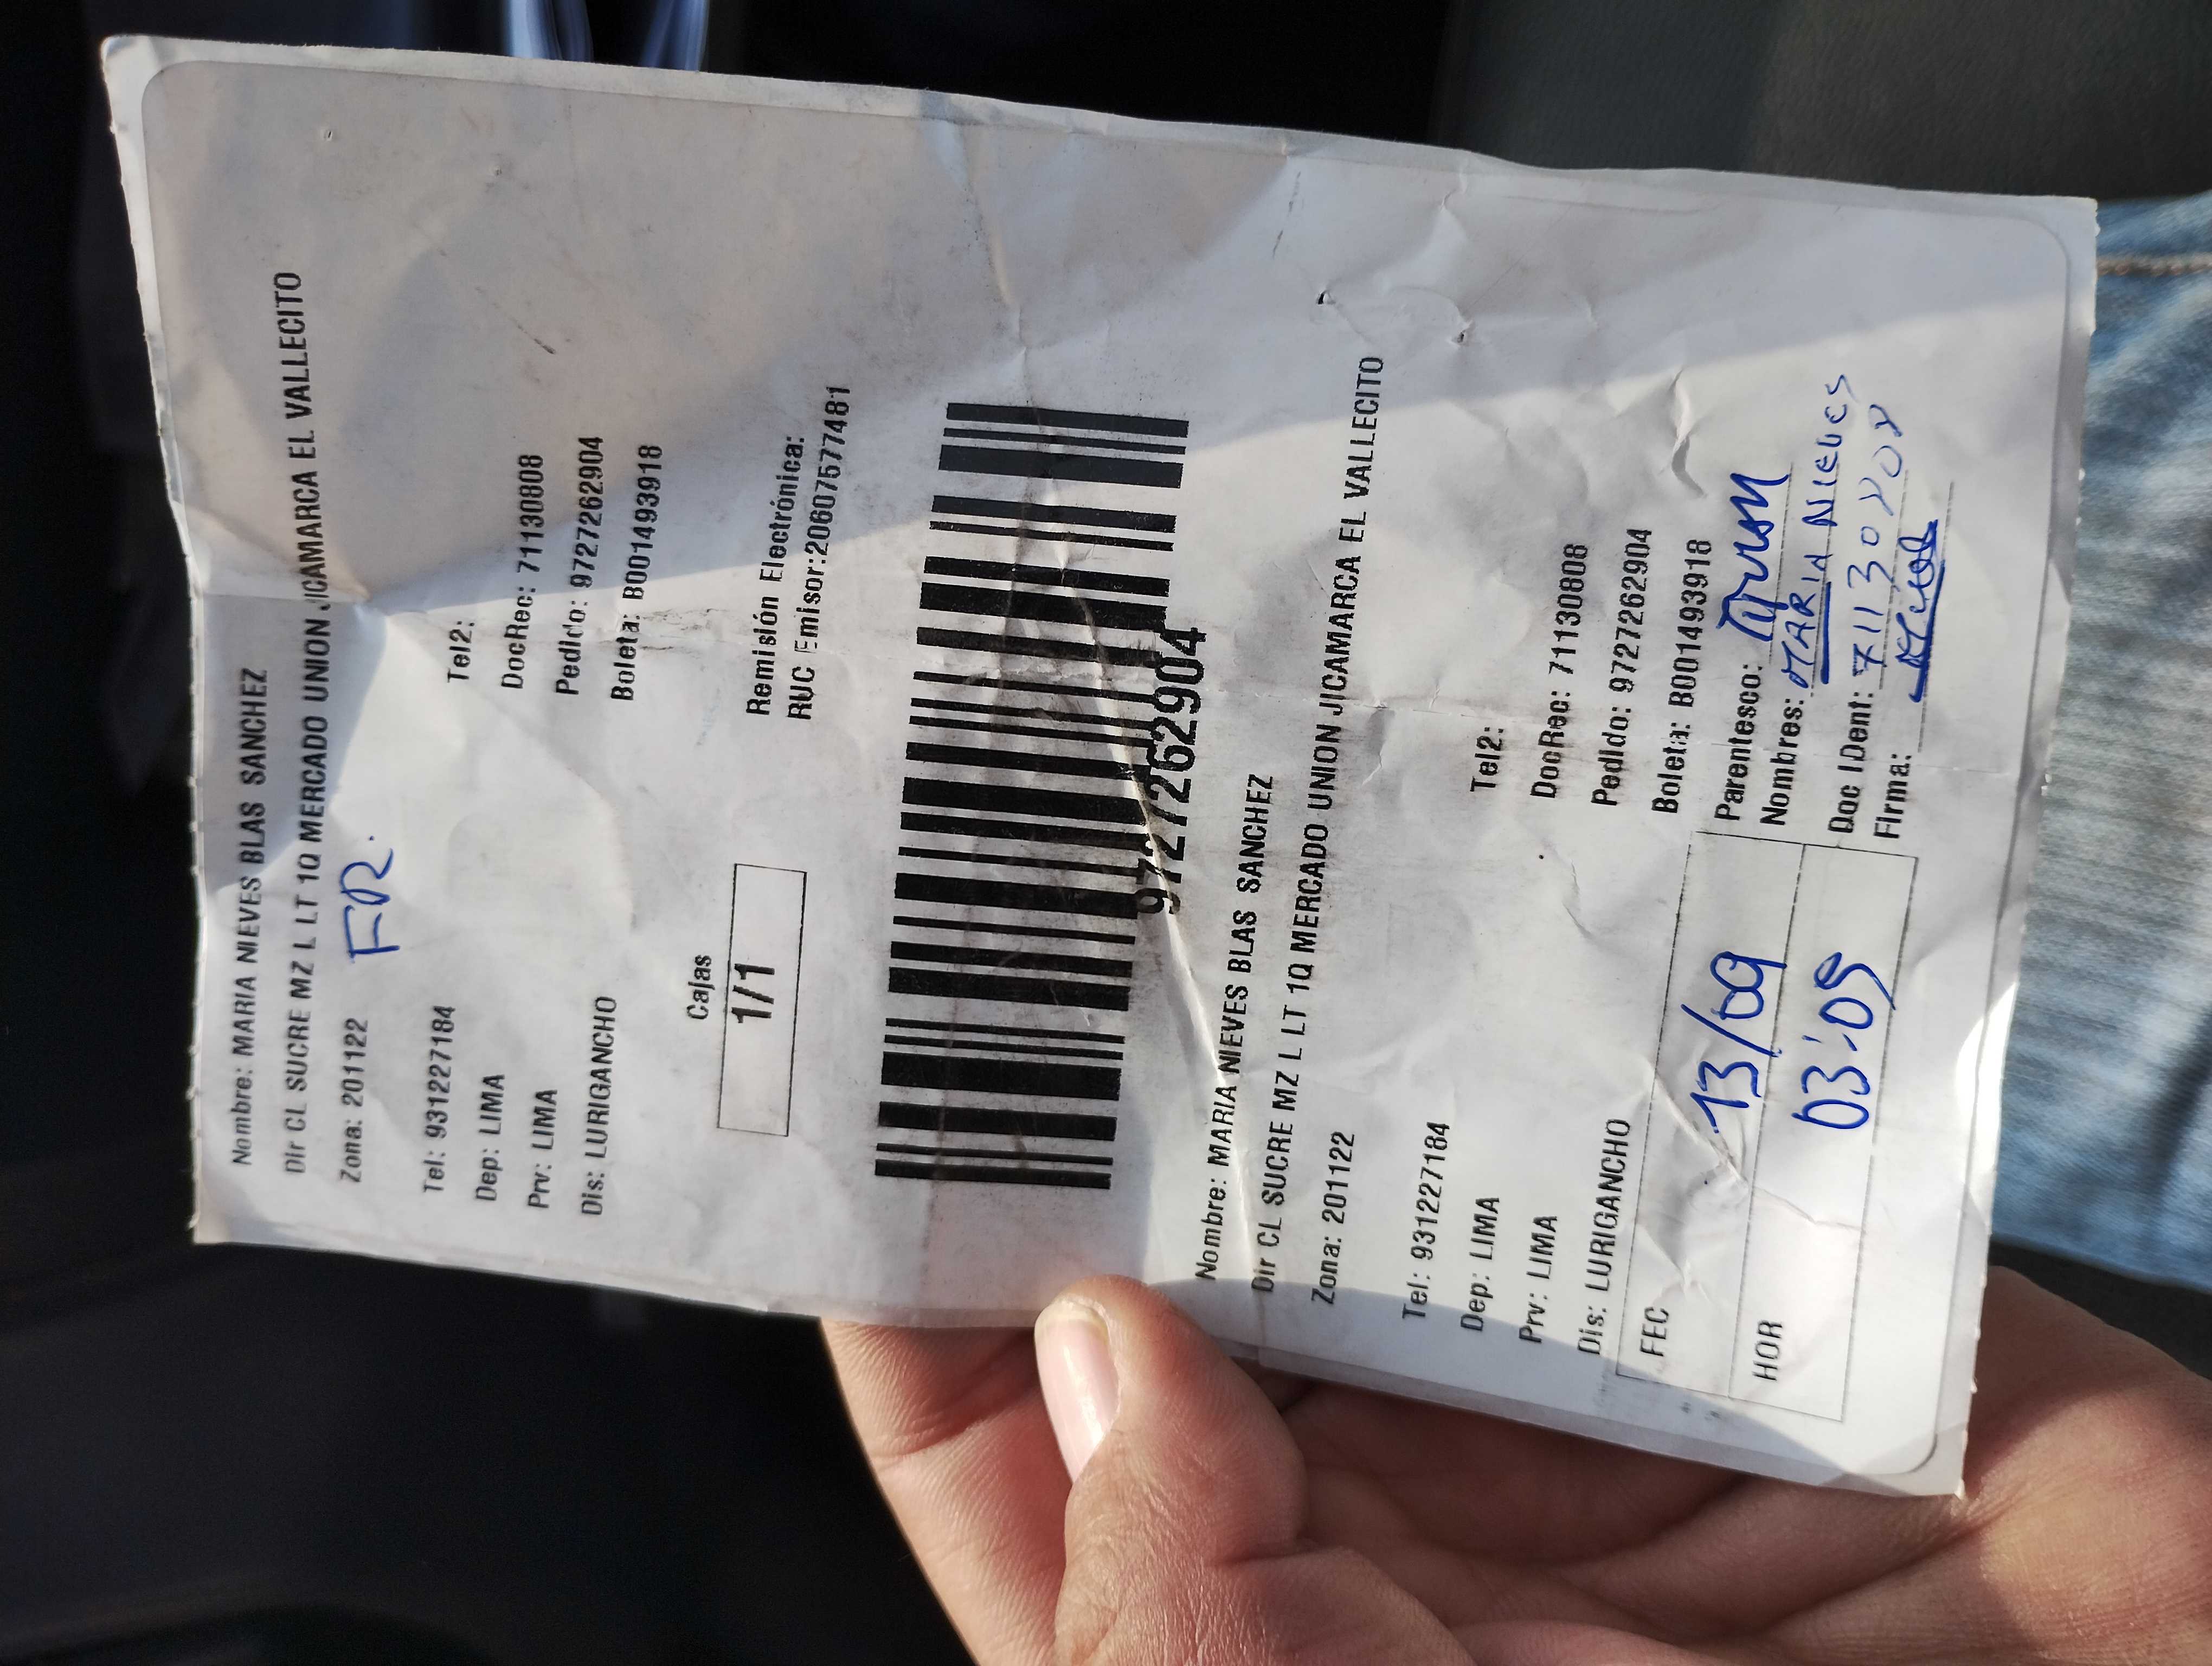 Nombre: MARIA NIEVES BLAS SANCHEZ
Dir CL SUCRE MZ L LT 1Q MERCADO UNION JICAMARCA EL VALLECITO
Zona: 201122 FR.
Tel: 931227184 Tel2:
Dep: LIMA DocRec: 71130808
Prv: LIMA Pedido: 9727262904
Dis: LURIGANCHO Boleta: B001493918
Cajas
1/1
Remisión Electrónica:
RUC Emisor:20607577481
9727262904
Nombre: MARIA NIEVES BLAS SANCHEZ
Dir CL SUCRE MZ L LT 1Q MERCADO UNION JICAMARCA EL VALLECITO
Zona: 201122
Tel: 931227184 Tel2:
Dep: LIMA DocRec: 71130808
Prv: LIMA Pedido: 9727262904
Dis: LURIGANCHO Boleta: B001493918
FEC 13/09
HOR 03:09
Parentesco:
Nombres: MARIA NIEVES
Doc IDent: 71130808
Firma: